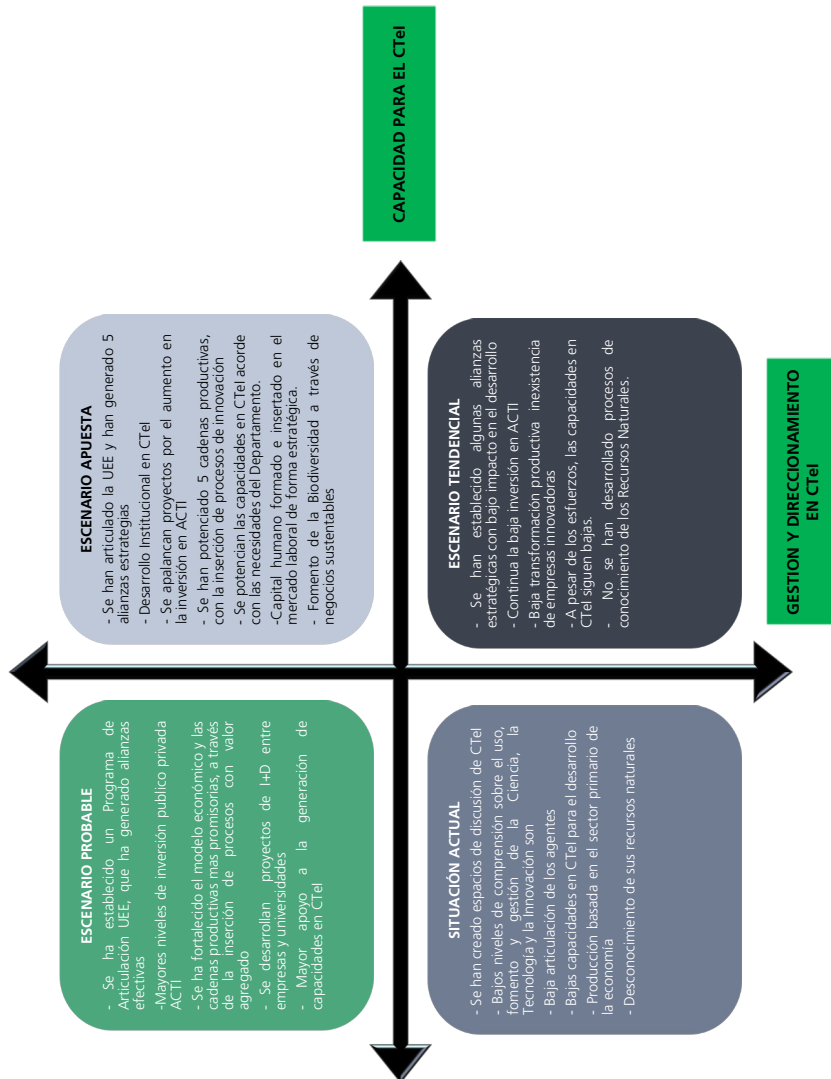 ESCENARIO PROBABLE
- Se ha establecido un Programa de
Articulación UEE, que ha generado alianzas
efectivas
-Mayores niveles de inversión publico privada
ACTI
- Se ha fortalecido el modelo económico y las
cadenas productivas mas promisorias, a través
de la inserción de procesos con valor
agregado
- Se desarrollan proyectos de I+D entre
empresas y universidades
- Mayor apoyo a la generación de
capacidades en CTeI
ESCENARIO APUESTA
- Se han articulado la UEE y han generado 5
alianzas estrategias
- Desarrollo Institucional en CTeI
- Se apalancan proyectos por el aumento en
la inversión en ACTI
- Se han potenciado 5 cadenas productivas,
con la inserción de procesos de innovación
- Se potencian las capacidades en CTeI acorde
con las necesidades del Departamento.
-Capital humano formado e insertado en el
mercado laboral de forma estratégica.
- Fomento de la Biodiversidad a través de
negocios sustentables
CAPACIDAD PARA EL CTeI
SITUACIÓN ACTUAL
- Se han creado espacios de discusión de CTeI
- Bajos niveles de comprensión sobre el uso,
fomento y gestión de la Ciencia, la
Tecnología y la Innovación son
- Baja articulación de los agentes
- Bajas capacidades en CTeI para el desarrollo
- Producción basada en el sector primario de
la economía
- Desconocimiento de sus recursos naturales
ESCENARIO TENDENCIAL
- Se han establecido algunas alianzas
estratégicas con bajo impacto en el desarrollo
- Continua la baja inversión en ACTI
- Baja transformación productiva inexistencia
de empresas innovadoras
- A pesar de los esfuerzos, las capacidades en
CTeI siguen bajas.
- No se han desarrollado procesos de
conocimiento de los Recursos Naturales.
GESTION Y DIRECCIONAMIENTO
EN CTeI